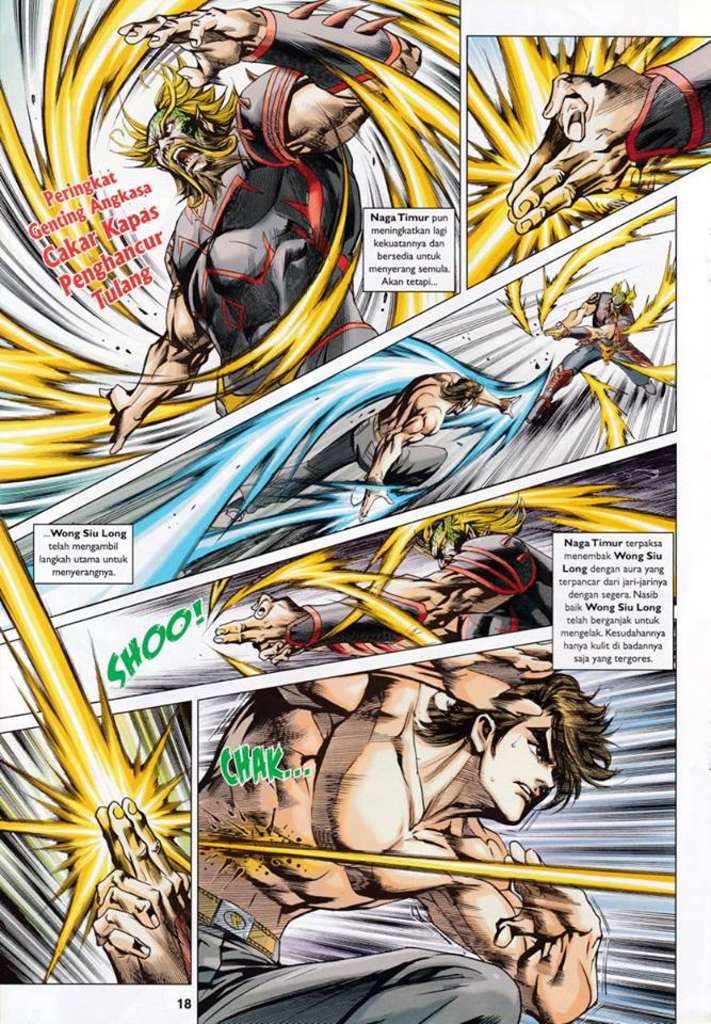 Peringkat
Genting Angkasa
Cakar Kapas
Penghancur
Tulang
Naga Timur pun
meningkatkan lagi
kekuatannya dan
bersedia untuk
menyerang semula.
Akan tetapi...
...Wong Siu Long
telah mengambil
langkah utama untuk
menyerangnya.
Naga Timur terpaksa
menembak Wong Siu
Long dengan aura yang
terpancar dari jari-jarinya
dengan segera. Nasib
baik Wong Siu Long
telah berganjak untuk
mengelak. Kesudahannya
hanya kulit di badannya
saja yang tergores.
SHOO!
CHAK...
18